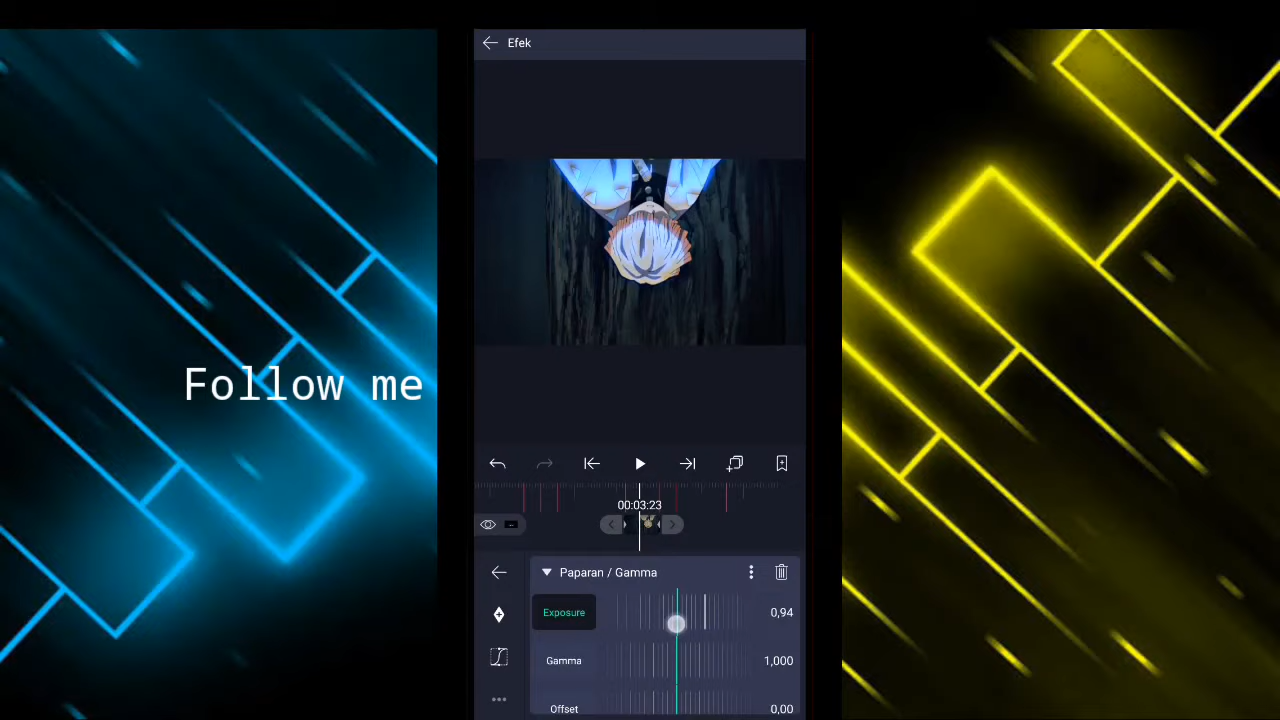 Efek
Follow me
00:03:23
Paparan / Gamma
Exposure
0,94
Gamma
1,000
Offset
0,00